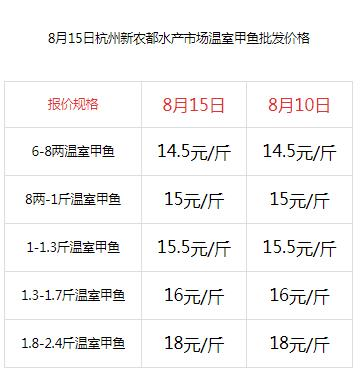 8月15日杭州新农都水产市场温室甲鱼批发价格
报价规格 8月15日 8月10日
6-8两温室甲鱼 14.5元/斤 14.5元/斤
8两-1斤温室甲鱼 15元/斤 15元/斤
1-1.3斤温室甲鱼 15.5元/斤 15.5元/斤
1.3-1.7斤温室甲鱼 16元/斤 16元/斤
1.8-2.4斤温室甲鱼 18元/斤 18元/斤